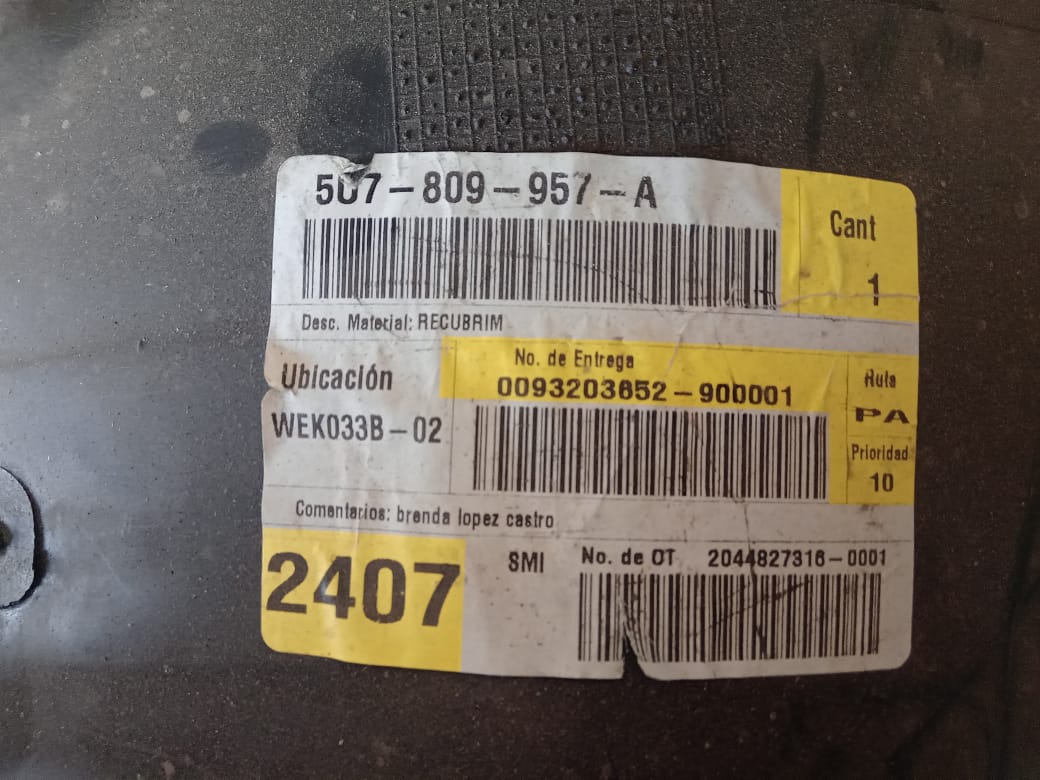 5U7-809-957-A
Cant
1
Desc. Material: RECUBRIM
Ubicación
WEK033B-02
No. de Entrega
0093203652-900001
Ruta
PA
Prioridad
10
Comentarios: brenda lopez castro
2407
SMI
No. de OT 2044827316-0001